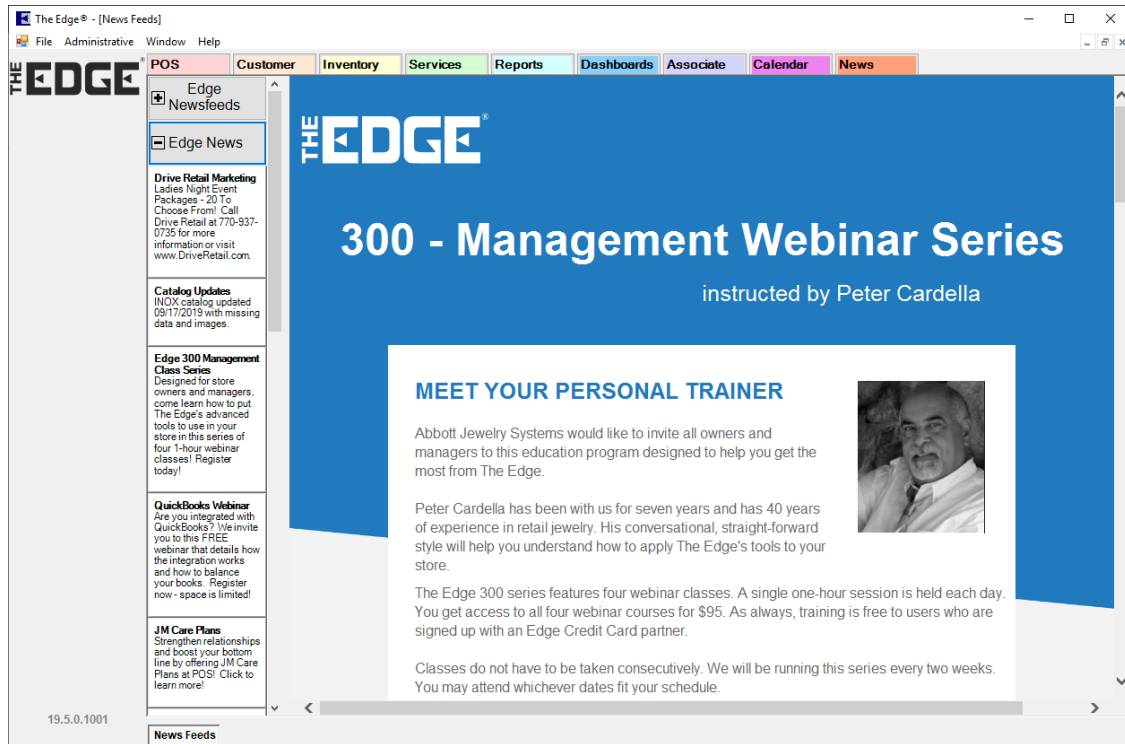 The Edge® - [News Feeds]
File Administrative Window Help
THE EDGE®
POS Customer Inventory Services Reports Dashboards Associate Calendar News
Edge
Newsfeeds
Edge News
Drive Retail Marketing
Ladies Night Event
Packages - 20 To
Choose From! Call
Drive Retail at 770-937-
0735 for more
information or visit
www.DriveRetail.com.
Catalog Updates
INOX catalog updated
09/17/2019 with missing
data and images.
Edge 300 Management
Class Series
Designed for store
owners and managers,
come learn how to put
The Edge's advanced
tools to use in your
store in this series of
four 1-hour webinar
classes! Register
today!
QuickBooks Webinar
Are you integrated with
QuickBooks? We invite
you to this FREE
webinar that details how
the integration works
and how to balance
your books. Register
now - space is limited!
JM Care Plans
Strengthen relationships
and boost your bottom
line by offering JM Care
Plans at POS! Click to
learn more!
THE EDGE®
300 - Management Webinar Series
instructed by Peter Cardella
MEET YOUR PERSONAL TRAINER
Abbott Jewelry Systems would like to invite all owners and
managers to this education program designed to help you get the
most from The Edge.
Peter Cardella has been with us for seven years and has 40 years
of experience in retail jewelry. His conversational, straight-forward
style will help you understand how to apply The Edge's tools to your
store.
The Edge 300 series features four webinar classes. A single one-hour session is held each day.
You get access to all four webinar courses for $95. As always, training is free to users who are
signed up with an Edge Credit Card partner.
Classes do not have to be taken consecutively. We will be running this series every two weeks.
You may attend whichever dates fit your schedule.
19.5.0.1001
News Feeds